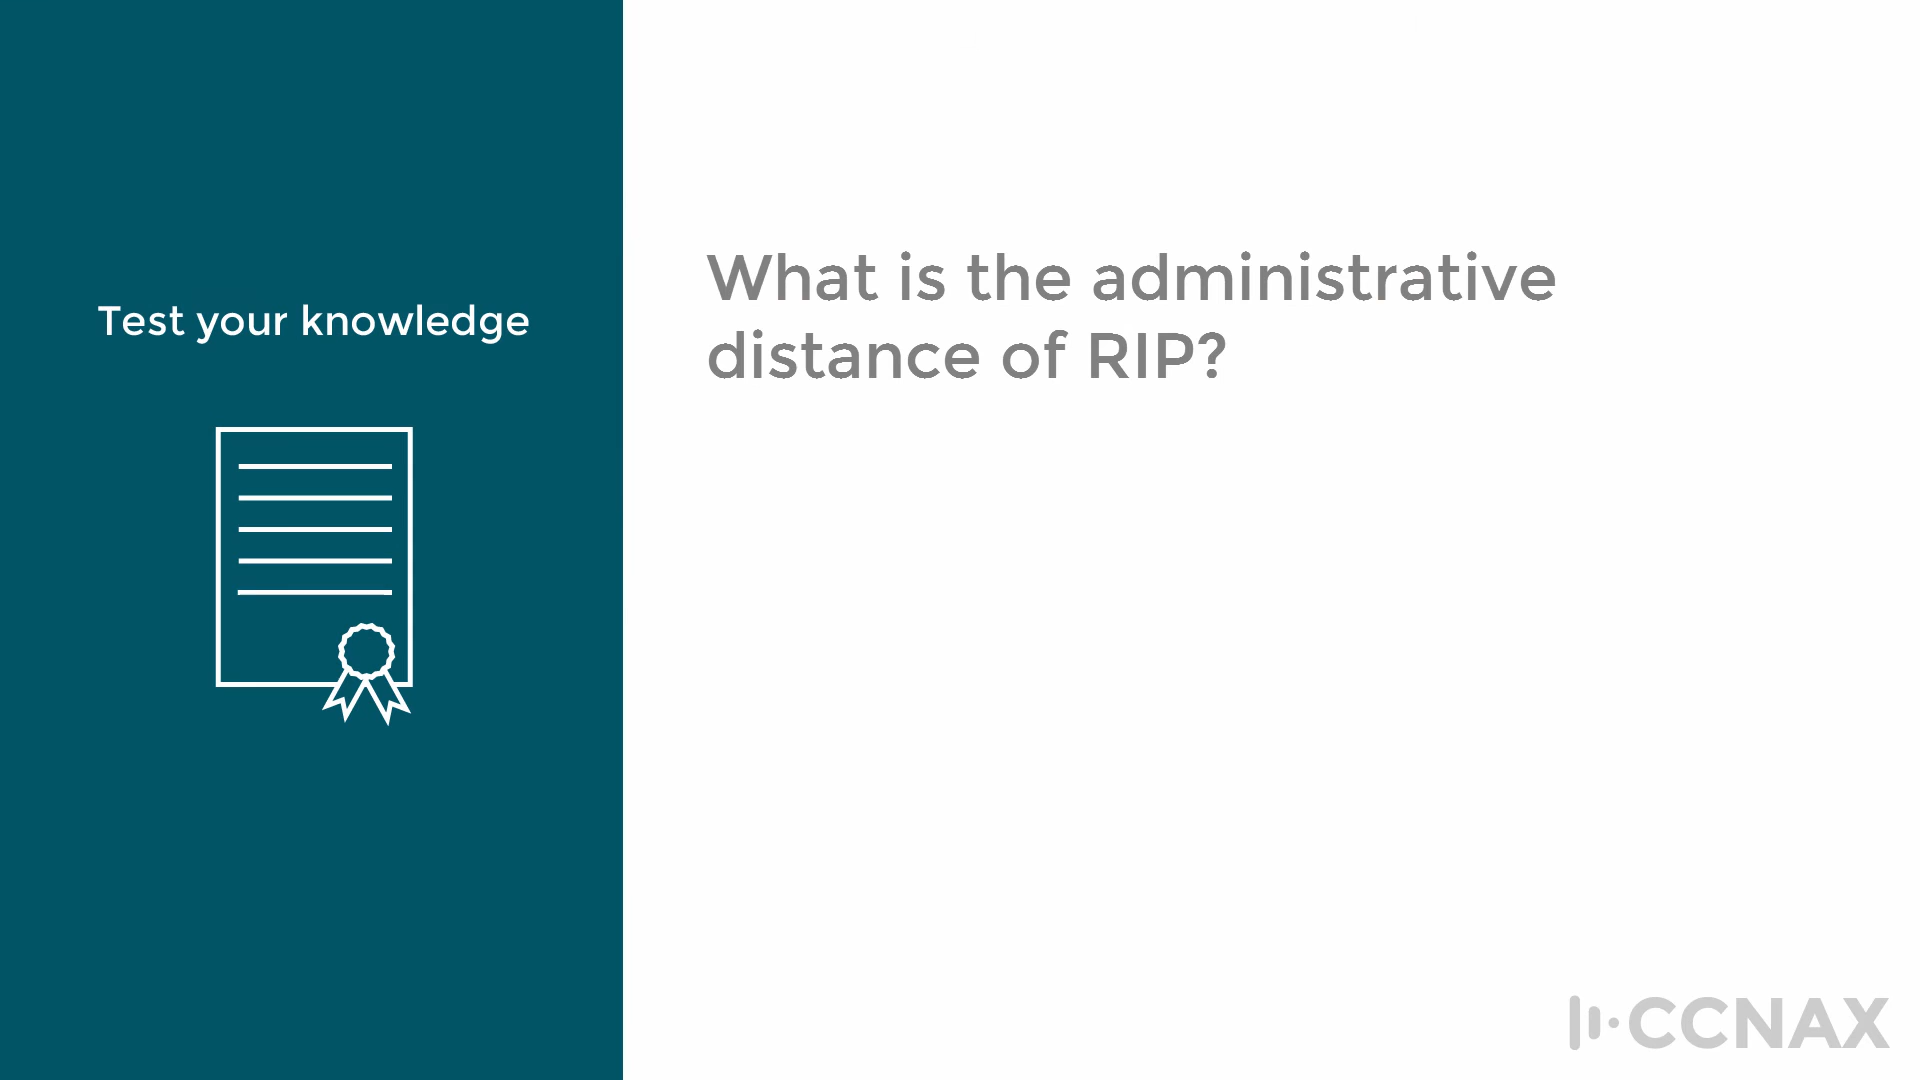 Test your knowledge
What is the administrative
distance of RIP?
CCNAX